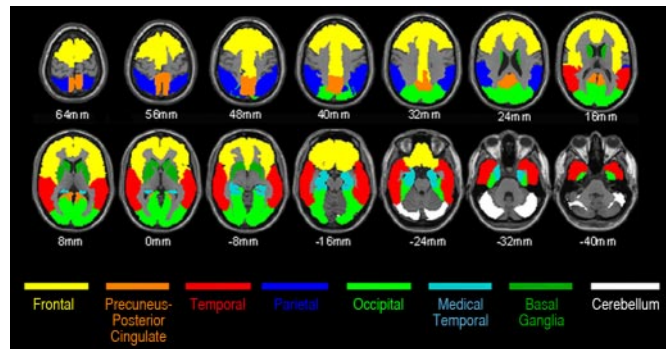 64mm 56mm 48mm 40mm 32mm 24mm 16mm
8mm 0mm -8mm -16mm -24mm -32mm -40mm
Frontal Precuneus- Temporal Parietal Occipital Medical Basal Cerebellum
Posterior Temporal Ganglia
Cingulate